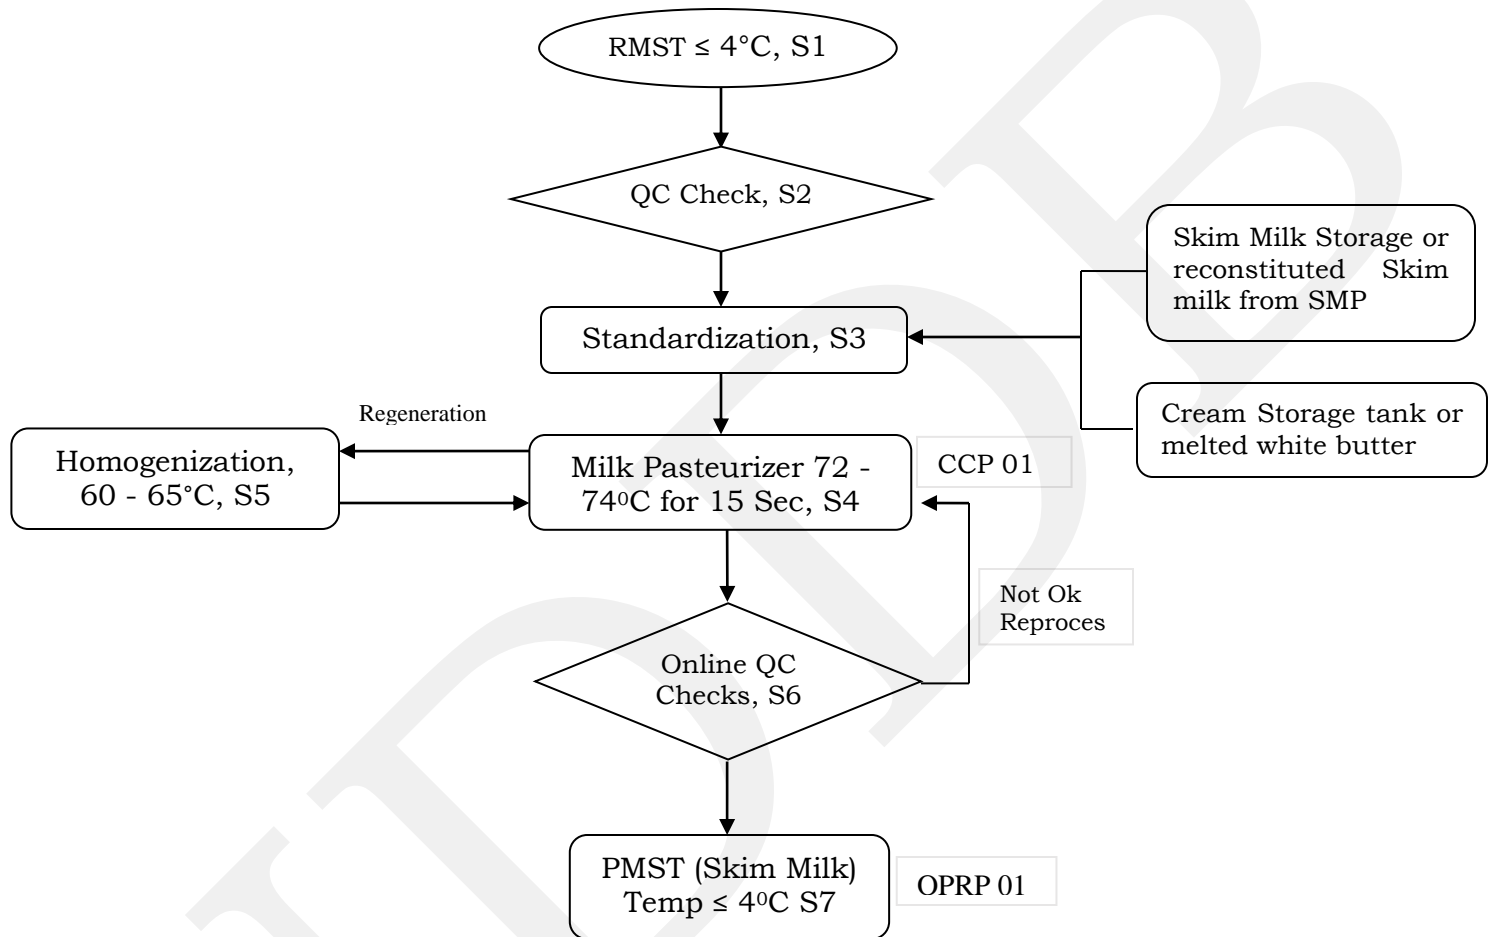 RMST ≤ 4°C, S1
QC Check, S2
Skim Milk Storage or
reconstituted Skim
milk from SMP
Standardization, S3
Cream Storage tank or
melted white butter
Regeneration
Homogenization,
60 - 65°C, S5
Milk Pasteurizer 72 -
74⁰C for 15 Sec, S4
CCP 01
Not Ok
Reproces
Online QC
Checks, S6
PMST (Skim Milk)
Temp ≤ 4⁰C S7
OPRP 01
NDDB